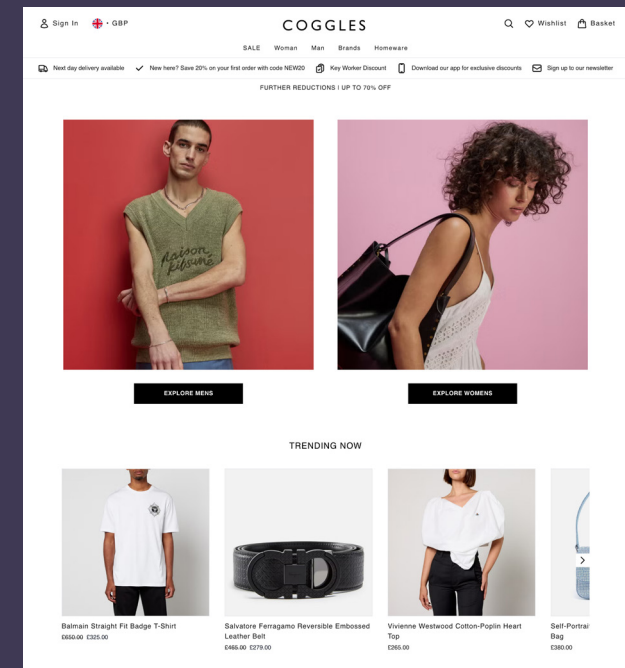 Sign In
· GBP
COGGLES
Wishlist
Basket
SALE Woman Man Brands Homeware
Next day delivery available
New here? Save 20% on your first order with code NEW20
Key Worker Discount
Download our app for exclusive discounts
Sign up to our newsletter
FURTHER REDUCTIONS | UP TO 70% OFF
maison
kitsuné
EXPLORE MENS
EXPLORE WOMENS
TRENDING NOW
Balmain Straight Fit Badge T-Shirt
£650.00 £325.00
Salvatore Ferragamo Reversible Embossed
Leather Belt
£465.00 £279.00
Vivienne Westwood Cotton-Poplin Heart
Top
£265.00
Self-Portrai
Bag
£380.00